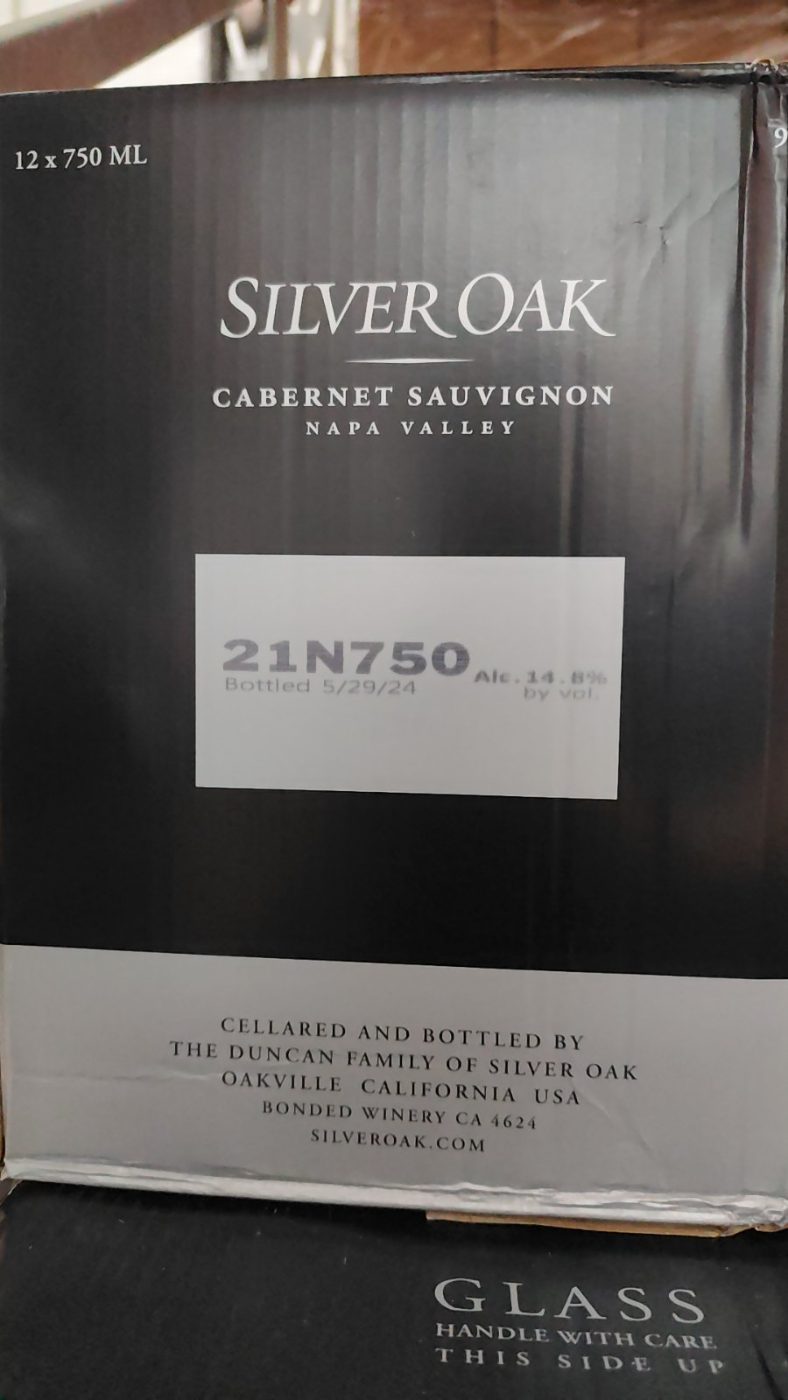 12 x 750 ML
9
SILVER OAK
CABERNET SAUVIGNON
NAPA VALLEY
21N750 Alc. 14.8%
Bottled 5/29/24 by vol.
CELLARED AND BOTTLED BY
THE DUNCAN FAMILY OF SILVER OAK
OAKVILLE CALIFORNIA USA
BONDED WINERY CA 4624
SILVEROAK.COM
GLASS
HANDLE WITH CARE
THIS SIDE UP